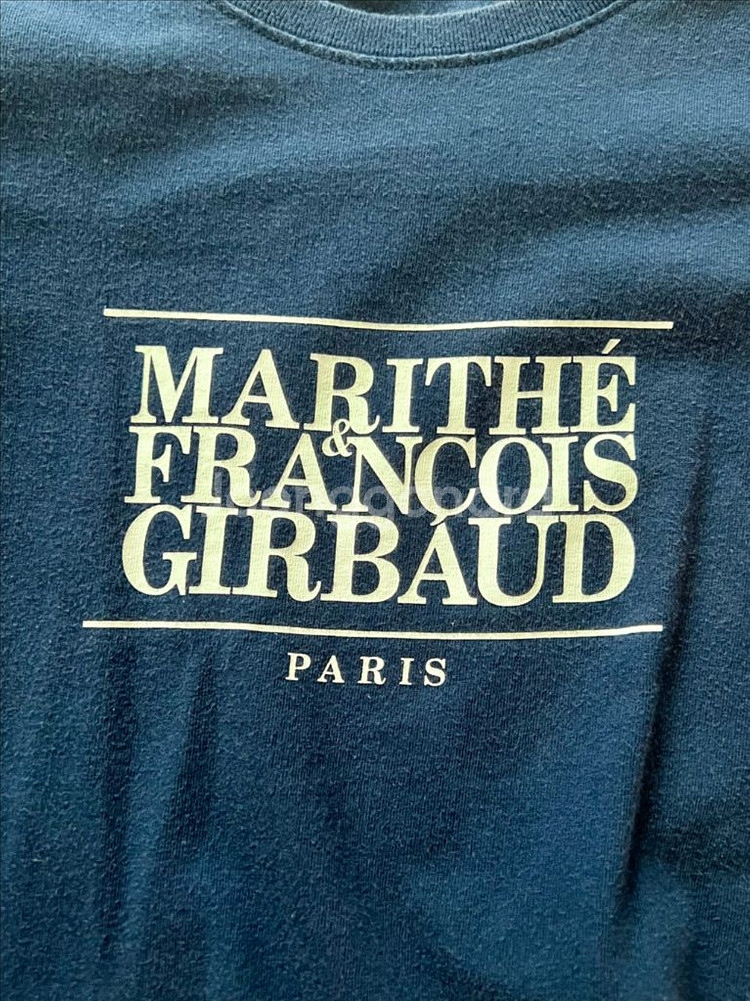 MARITHÉ
&
FRANÇOIS
GIRBAUD
PARIS